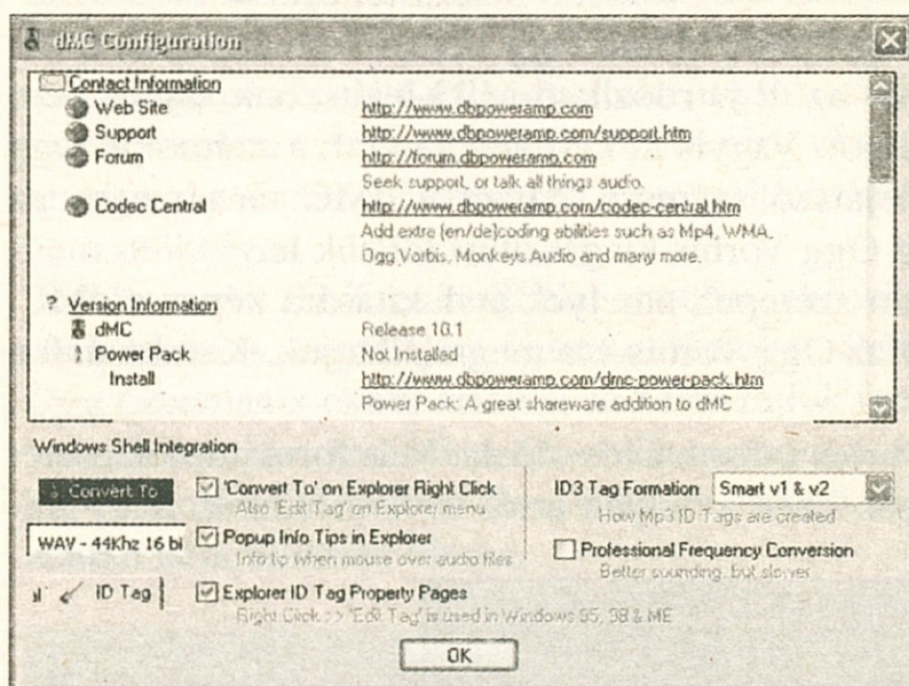 dMC Configuration
Contact Information
Web Site http://www.dbpoweramp.com
Support http://www.dbpoweramp.com/support.htm
Forum http://forum.dbpoweramp.com
Seek support, or talk all things audio.
Codec Central http://www.dbpoweramp.com/codec-central.htm
Add extra (en/de)coding abilities such as Mp4, WMA,
Ogg Vorbis, Monkeys Audio and many more.
? Version Information
dMC Release 10.1
Power Pack Not Installed
Install http://www.dbpoweramp.com/dmc-power-pack.htm
Power Pack: A great shareware addition to dMC
Windows Shell Integration
Convert To
'Convert To' on Explorer Right Click
Also 'Edit Tag' on Explorer menu
WAV - 44Khz 16 bi
Popup Info Tips in Explorer
Info tip when mouse over audio files
ID Tag
Explorer ID Tag Property Pages
Right Click >> 'Edit Tag' is used in Windows 95, 98 & ME
ID3 Tag Formation Smart v1 & v2
How Mp3 ID Tags are created
Professional Frequency Conversion
Better sounding, but slower
OK